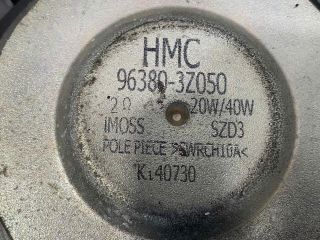 HMC
96380-3Z050
2Ω 20W/40W
iMOSS SZD3
POLE PIECE >SWRCH10A<
Ki40730